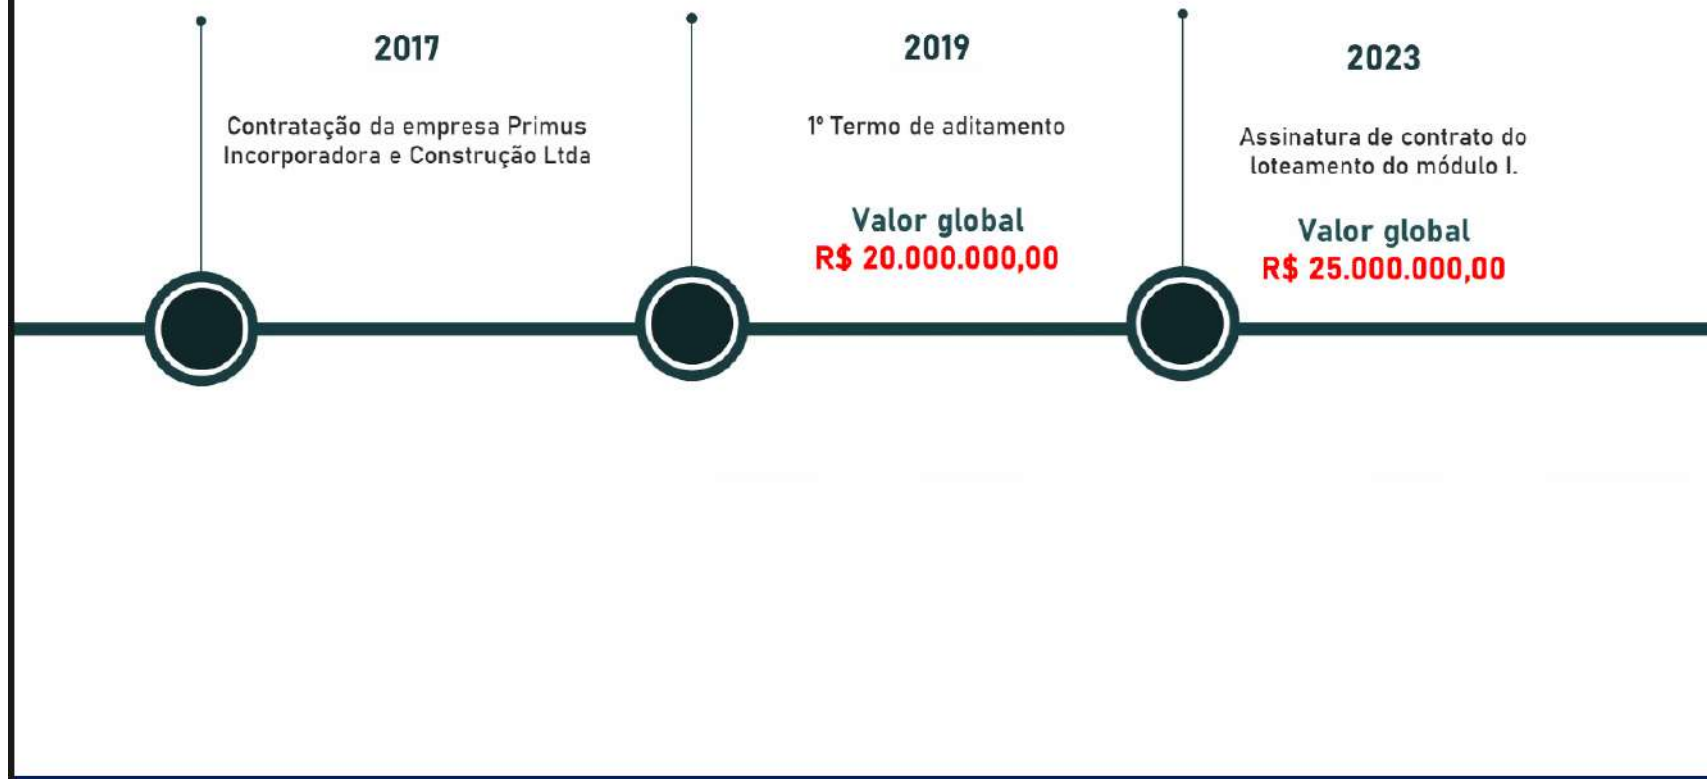 2017
Contratação da empresa Primus
Incorporadora e Construção Ltda
2019
1º Termo de aditamento
Valor global
R$ 20.000.000,00
2023
Assinatura de contrato do
loteamento do módulo I.
Valor global
R$ 25.000.000,00